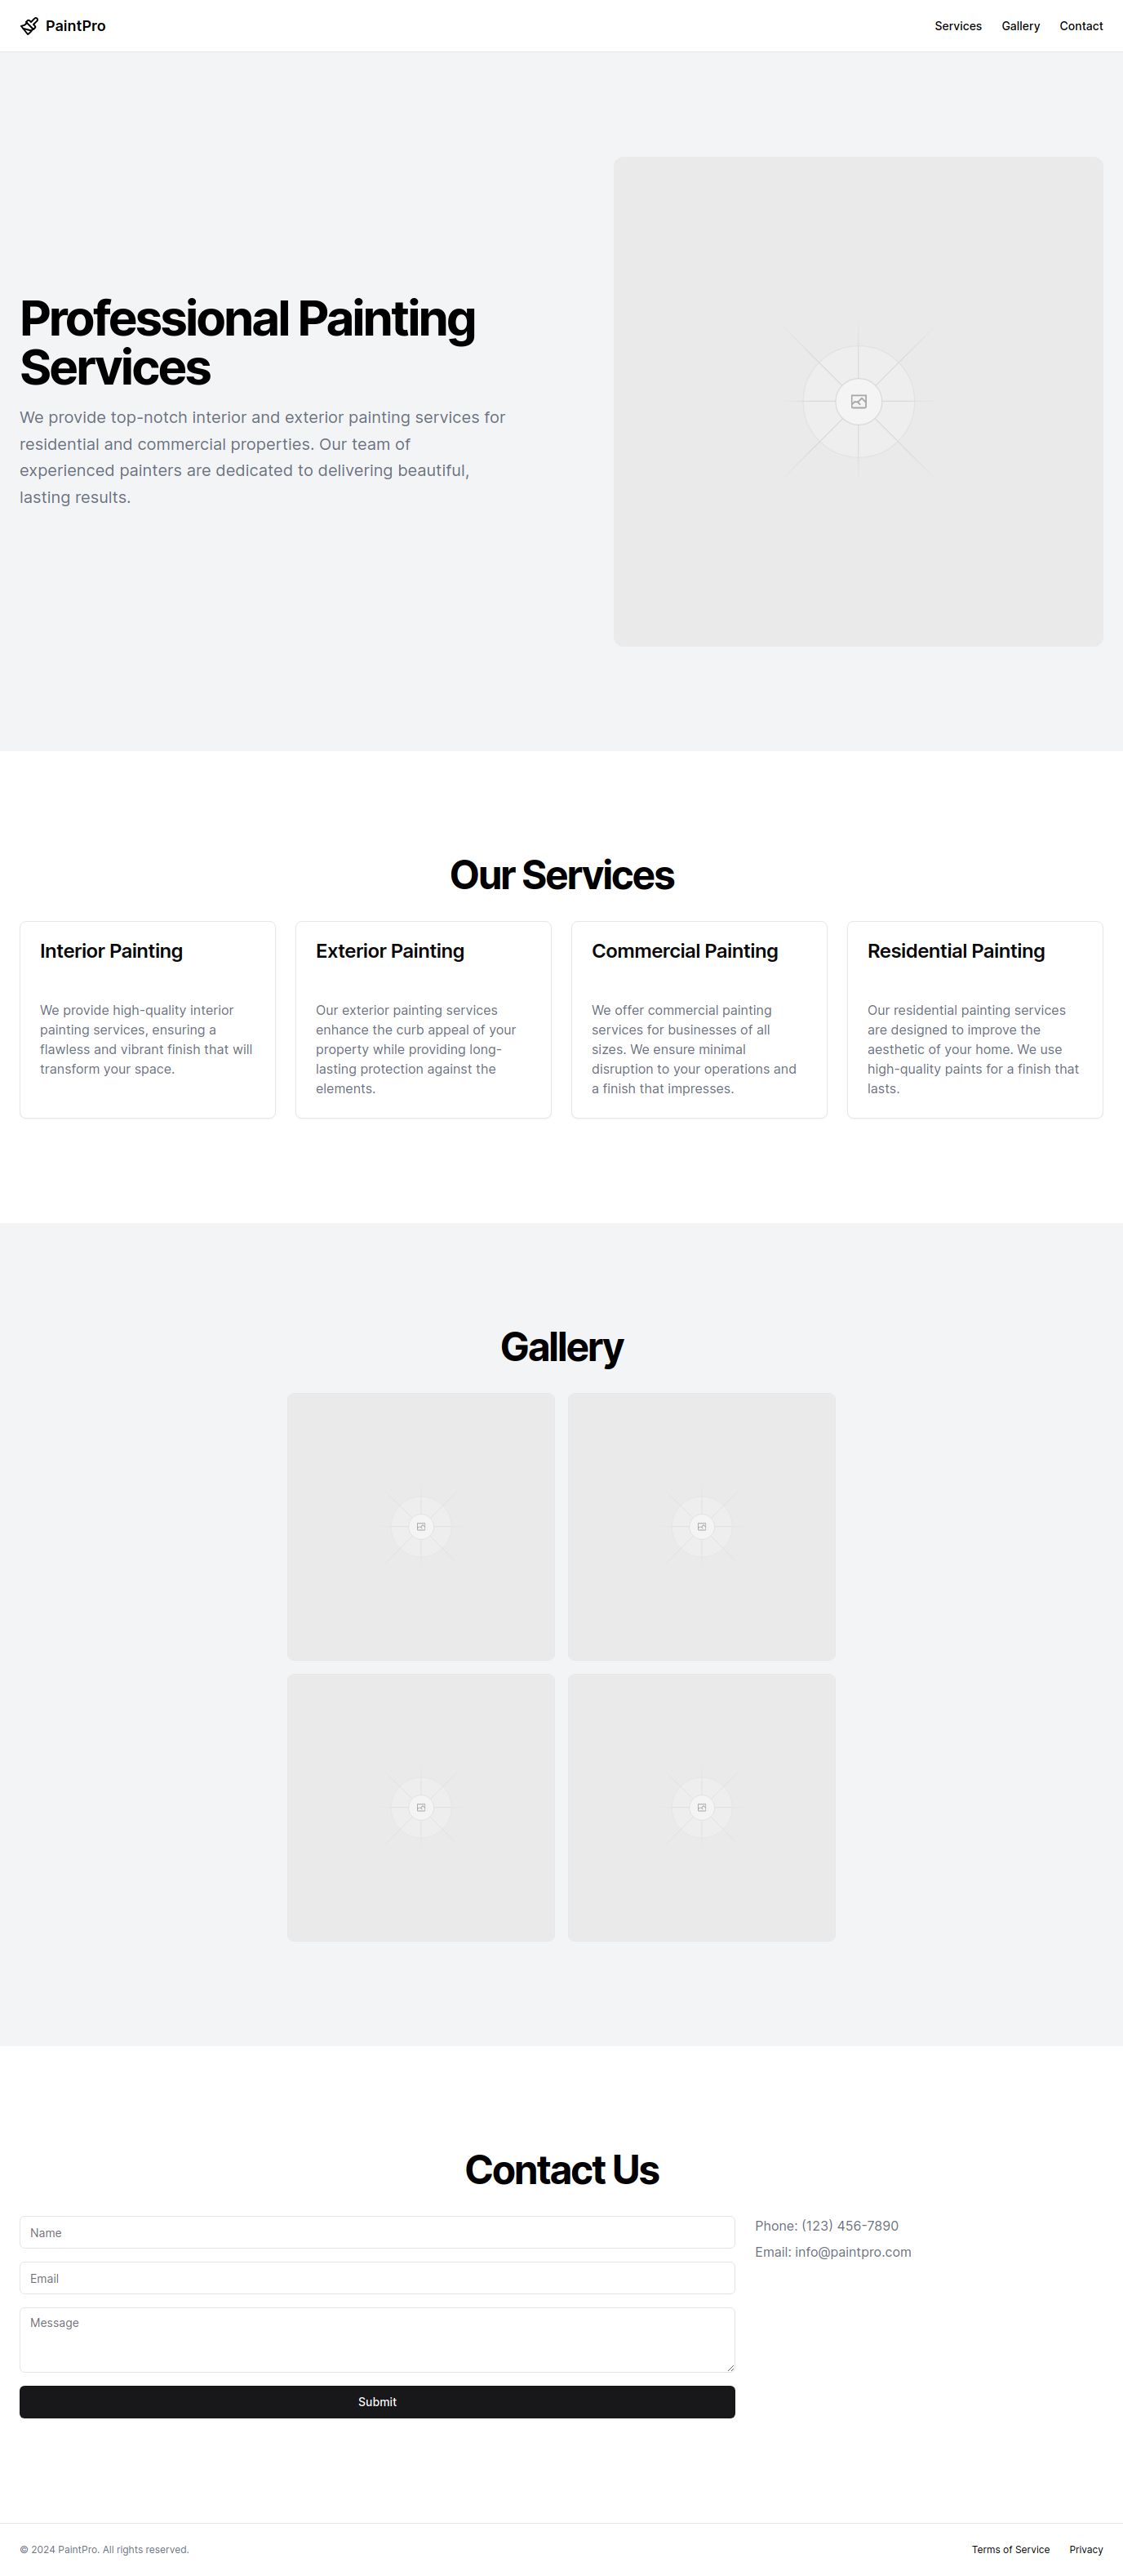 PaintPro
Services
Gallery
Contact
Professional Painting
Services
We provide top-notch interior and exterior painting services for
residential and commercial properties. Our team of
experienced painters are dedicated to delivering beautiful,
lasting results.
Our Services
Interior Painting
We provide high-quality interior
painting services, ensuring a
flawless and vibrant finish that will
transform your space.
Exterior Painting
Our exterior painting services
enhance the curb appeal of your
property while providing long-
lasting protection against the
elements.
Commercial Painting
We offer commercial painting
services for businesses of all
sizes. We ensure minimal
disruption to your operations and
a finish that impresses.
Residential Painting
Our residential painting services
are designed to improve the
aesthetic of your home. We use
high-quality paints for a finish that
lasts.
Gallery
Contact Us
Name
Email
Message
Submit
Phone: (123) 456-7890
Email: info@paintpro.com
© 2024 PaintPro. All rights reserved.
Terms of Service
Privacy